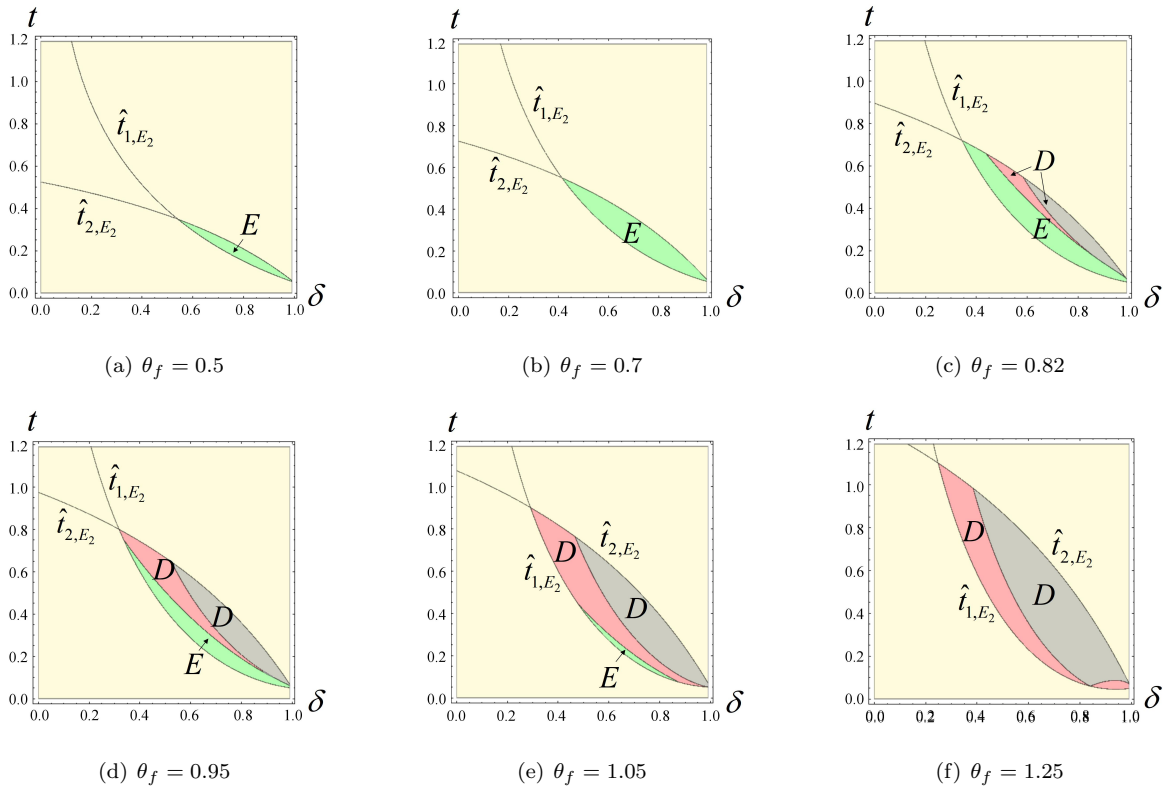 t
1.2
1.0
0.8
0.6
0.4
0.2
0.0
t̂₁,E₂
t̂₂,E₂
E
0.0 0.2 0.4 0.6 0.8 1.0 δ
(a) θ_f = 0.5
t
1.2
1.0
0.8
0.6
0.4
0.2
0.0
t̂₁,E₂
t̂₂,E₂
E
0.0 0.2 0.4 0.6 0.8 1.0 δ
(b) θ_f = 0.7
t
1.2
1.0
0.8
0.6
0.4
0.2
0.0
t̂₁,E₂
t̂₂,E₂
D
E
0.0 0.2 0.4 0.6 0.8 1.0 δ
(c) θ_f = 0.82
t
1.2
1.0
0.8
0.6
0.4
0.2
0.0
t̂₁,E₂
t̂₂,E₂
D
D
E
0.0 0.2 0.4 0.6 0.8 1.0 δ
(d) θ_f = 0.95
t
1.2
1.0
0.8
0.6
0.4
0.2
0.0
t̂₂,E₂
D
t̂₁,E₂
D
E
0.0 0.2 0.4 0.6 0.8 1.0 δ
(e) θ_f = 1.05
t
1.2
1.0
0.8
0.6
0.4
0.2
0.0
D
t̂₂,E₂
D
t̂₁,E₂
0.0 0.2 0.4 0.6 0.8 1.0 δ
(f) θ_f = 1.25